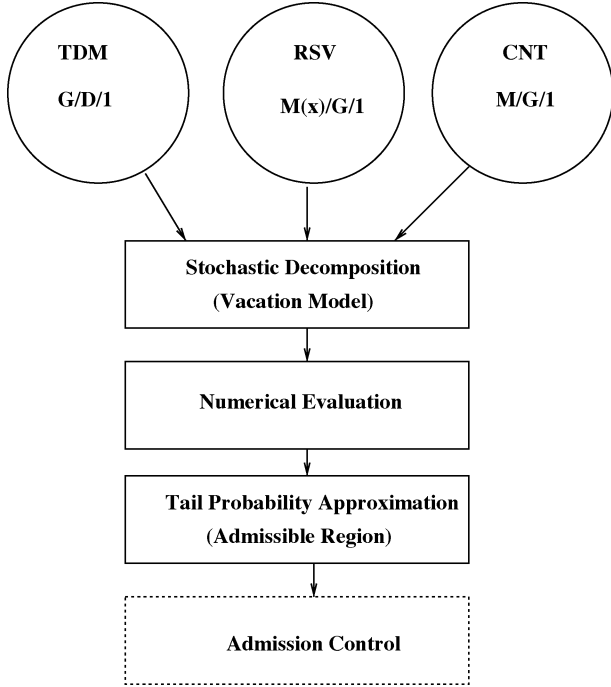 TDM
G/D/1
RSV
M(x)/G/1
CNT
M/G/1
Stochastic Decomposition
(Vacation Model)
Numerical Evaluation
Tail Probability Approximation
(Admissible Region)
Admission Control